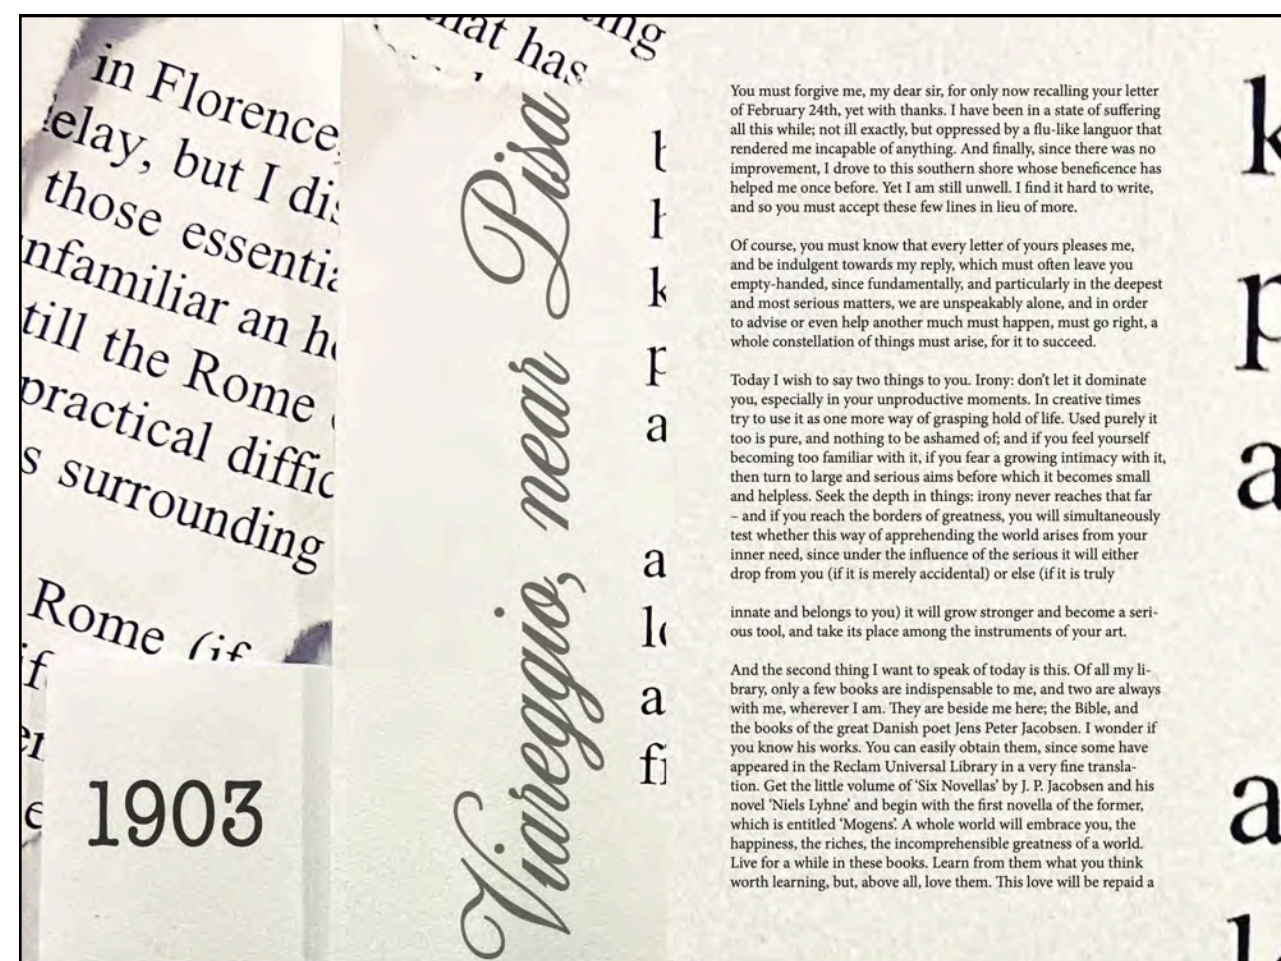 in Florence,
elay, but I dis
those essentia
nfamiliar an ho
till the Rome
practical diffic
s surrounding
Rome (if
1903
that has
ng
Viareggio, near Pisa
You must forgive me, my dear sir, for only now recalling your letter
of February 24th, yet with thanks. I have been in a state of suffering
all this while; not ill exactly, but oppressed by a flu-like languor that
rendered me incapable of anything. And finally, since there was no
improvement, I drove to this southern shore whose beneficence has
helped me once before. Yet I am still unwell. I find it hard to write,
and so you must accept these few lines in lieu of more.
Of course, you must know that every letter of yours pleases me,
and be indulgent towards my reply, which must often leave you
empty-handed, since fundamentally, and particularly in the deepest
and most serious matters, we are unspeakably alone, and in order
to advise or even help another much must happen, must go right, a
whole constellation of things must arise, for it to succeed.
Today I wish to say two things to you. Irony: don't let it dominate
you, especially in your unproductive moments. In creative times
try to use it as one more way of grasping hold of life. Used purely it
too is pure, and nothing to be ashamed of; and if you feel yourself
becoming too familiar with it, if you fear a growing intimacy with it,
then turn to large and serious aims before which it becomes small
and helpless. Seek the depth in things: irony never reaches that far
– and if you reach the borders of greatness, you will simultaneously
test whether this way of apprehending the world arises from your
inner need, since under the influence of the serious it will either
drop from you (if it is merely accidental) or else (if it is truly
innate and belongs to you) it will grow stronger and become a seri-
ous tool, and take its place among the instruments of your art.
And the second thing I want to speak of today is this. Of all my li-
brary, only a few books are indispensable to me, and two are always
with me, wherever I am. They are beside me here; the Bible, and
the books of the great Danish poet Jens Peter Jacobsen. I wonder if
you know his works. You can easily obtain them, since some have
appeared in the Reclam Universal Library in a very fine transla-
tion. Get the little volume of 'Six Novellas' by J. P. Jacobsen and his
novel 'Niels Lyhne' and begin with the first novella of the former,
which is entitled 'Mogens'. A whole world will embrace you, the
happiness, the riches, the incomprehensible greatness of a world.
Live for a while in these books. Learn from them what you think
worth learning, but, above all, love them. This love will be repaid a